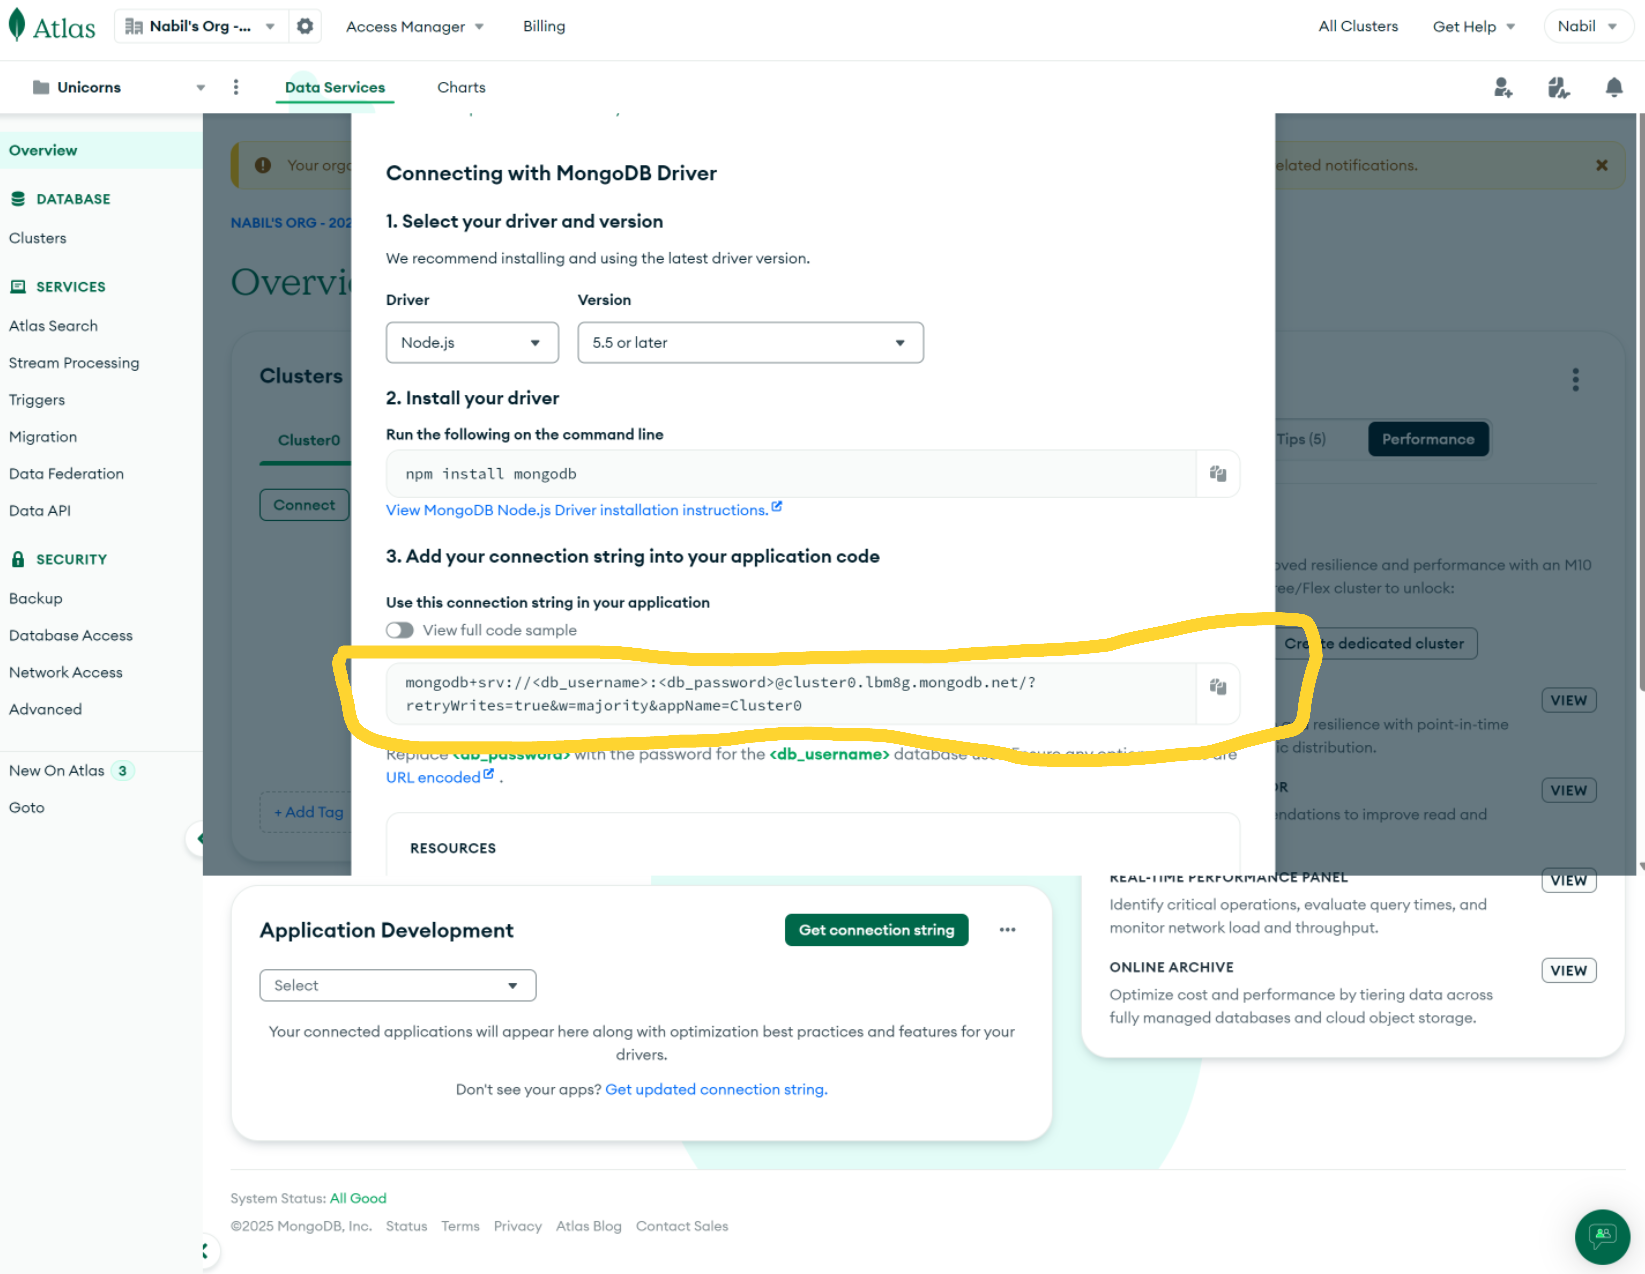 Atlas
Nabil's Org -...
Access Manager
Billing
All Clusters
Get Help
Nabil
Unicorns
Data Services
Charts
Overview
DATABASE
Clusters
SERVICES
Atlas Search
Stream Processing
Triggers
Migration
Data Federation
Data API
SECURITY
Backup
Database Access
Network Access
Advanced
New On Atlas 3
Goto
Your orga
elated notifications.
NABIL'S ORG - 202
Overvi
Clusters
Cluster0
Connect
+ Add Tag
Connecting with MongoDB Driver
1. Select your driver and version
We recommend installing and using the latest driver version.
Driver
Version
Node.js
5.5 or later
2. Install your driver
Run the following on the command line
npm install mongodb
View MongoDB Node.js Driver installation instructions.
3. Add your connection string into your application code
Use this connection string in your application
View full code sample
mongodb+srv://<db_username>:<db_password>@cluster0.lbm8g.mongodb.net/?
retryWrites=true&w=majority&appName=Cluster0
Replace <db_password> with the password for the <db_username> database are
URL encoded .
RESOURCES
Tips (5)
Performance
oved resilience and performance with an M10
ree/Flex cluster to unlock:
Create dedicated cluster
VIEW
resilience with point-in-time
ic distribution.
VIEW
ndations to improve read and
REAL-TIME PERFORMANCE PANEL
VIEW
Identify critical operations, evaluate query times, and
monitor network load and throughput.
ONLINE ARCHIVE
VIEW
Optimize cost and performance by tiering data across
fully managed databases and cloud object storage.
Application Development
Get connection string
Select
Your connected applications will appear here along with optimization best practices and features for your
drivers.
Don't see your apps? Get updated connection string.
System Status: All Good
©2025 MongoDB, Inc. Status Terms Privacy Atlas Blog Contact Sales